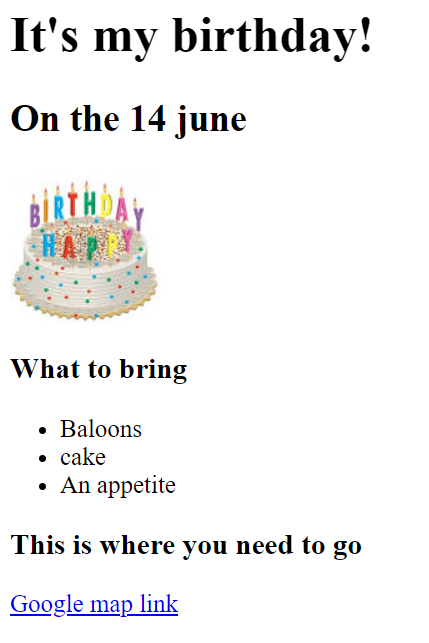 It's my birthday!
On the 14 june
BIRTHDAY
HAPPY
What to bring
Baloons
cake
An appetite
This is where you need to go
Google map link